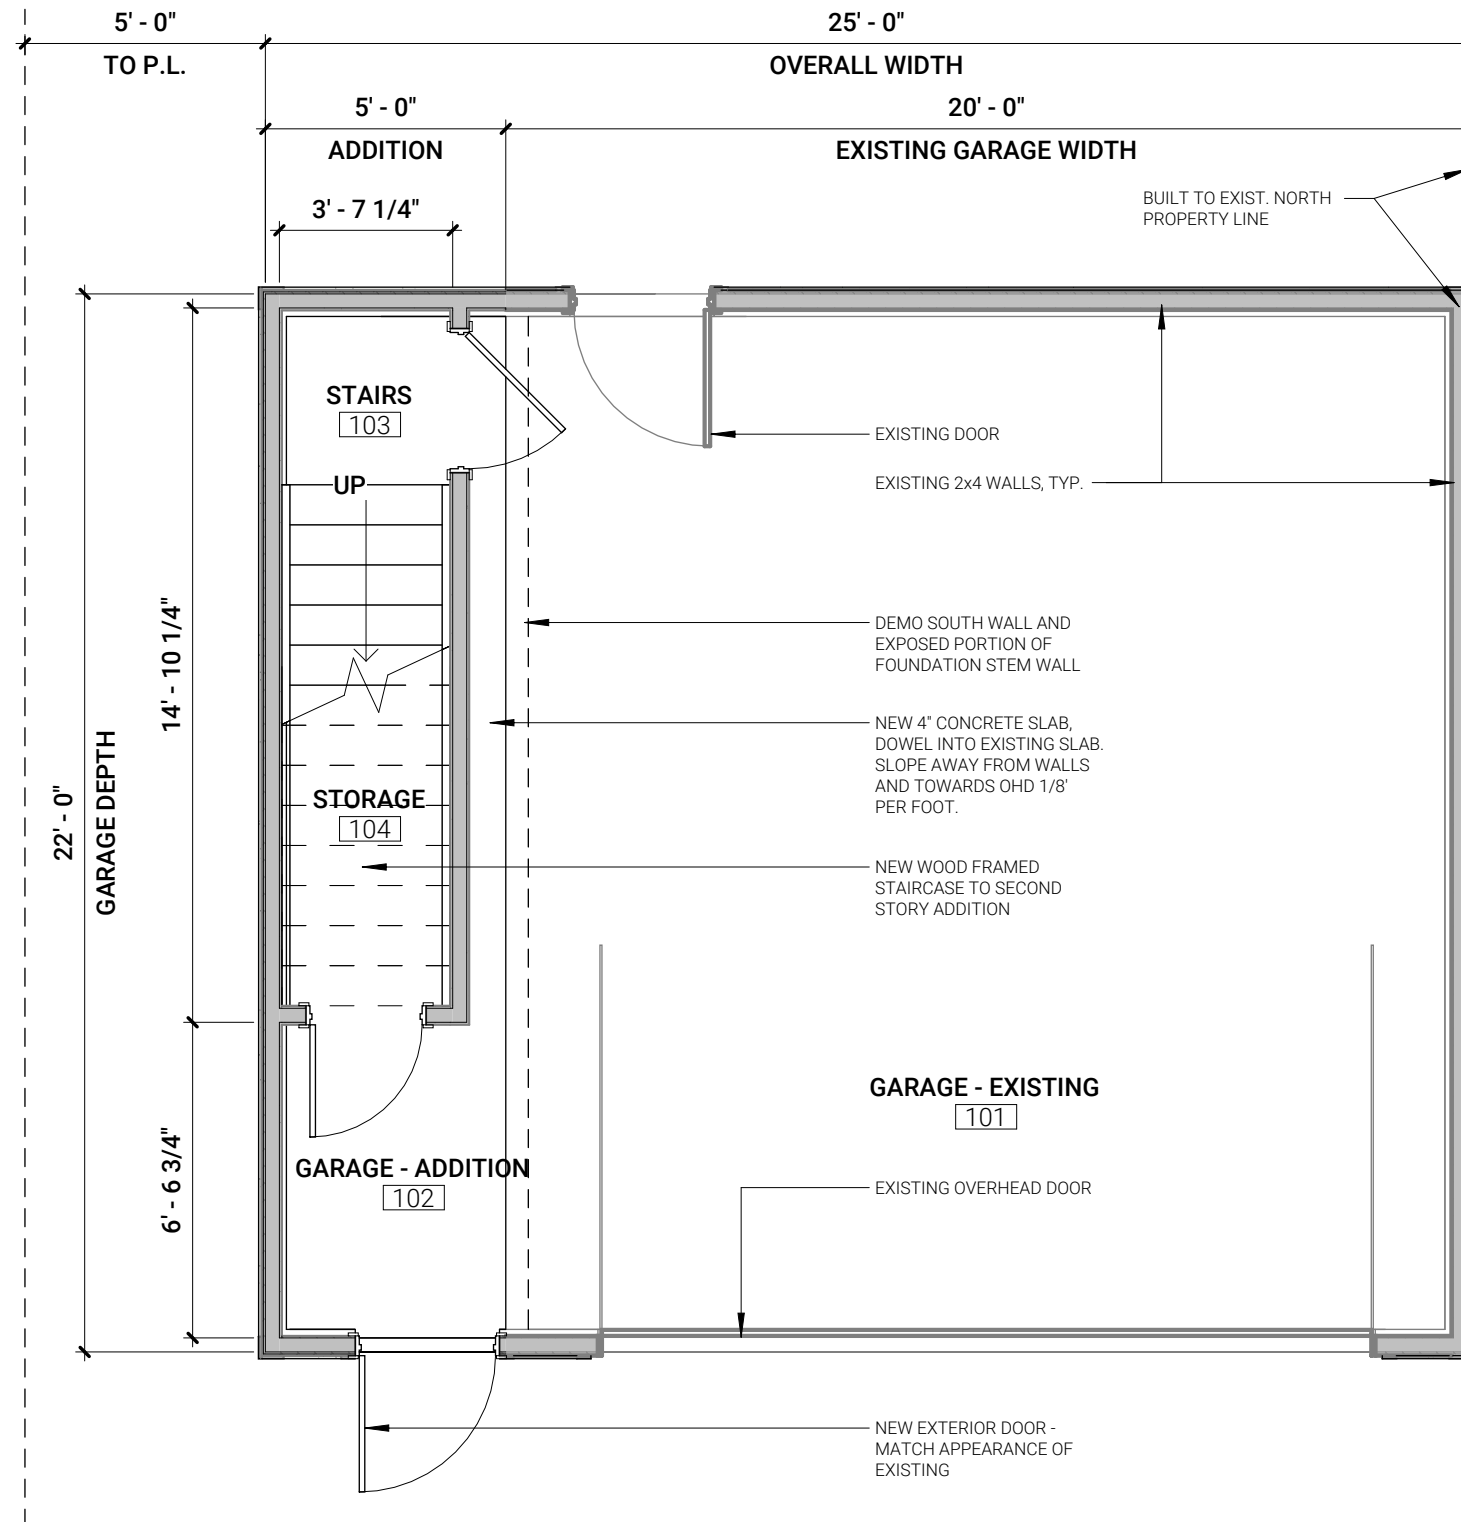 5' - 0"
25' - 0"
TO P.L.
OVERALL WIDTH
5' - 0"
20' - 0"
ADDITION
EXISTING GARAGE WIDTH
3' - 7 1/4"
BUILT TO EXIST. NORTH
PROPERTY LINE
STAIRS
103
UP
EXISTING DOOR
EXISTING 2x4 WALLS, TYP.
14' - 10 1/4"
22' - 0"
GARAGE DEPTH
6' - 6 3/4"
DEMO SOUTH WALL AND
EXPOSED PORTION OF
FOUNDATION STEM WALL
NEW 4" CONCRETE SLAB,
DOWEL INTO EXISTING SLAB.
SLOPE AWAY FROM WALLS
AND TOWARDS OHD 1/8'
PER FOOT.
STORAGE
104
NEW WOOD FRAMED
STAIRCASE TO SECOND
STORY ADDITION
GARAGE - EXISTING
101
GARAGE - ADDITION
102
EXISTING OVERHEAD DOOR
NEW EXTERIOR DOOR -
MATCH APPEARANCE OF
EXISTING